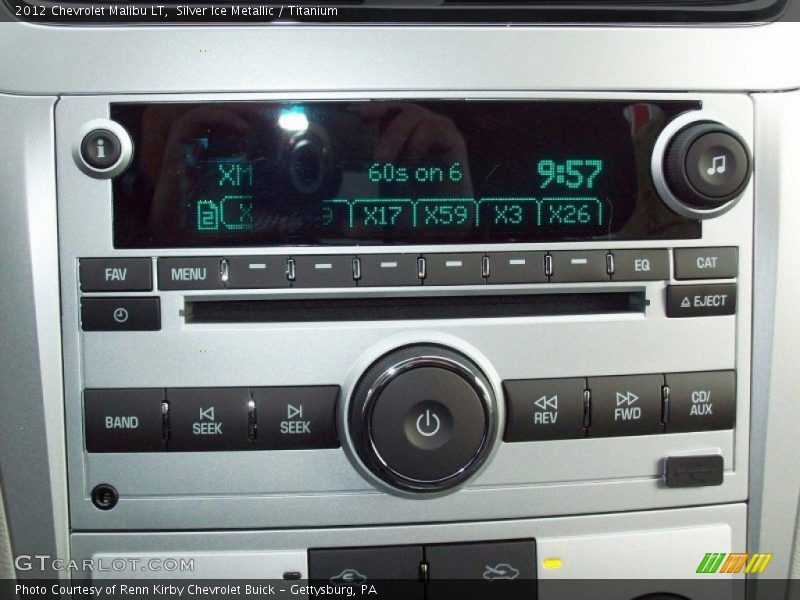 2012 Chevrolet Malibu LT, Silver Ice Metallic / Titanium
XM 60s on 6 9:57
2 X X17 X59 X3 X26
FAV MENU EQ CAT
EJECT
BAND SEEK SEEK REV FWD CD/
AUX
GTCARLOT.COM
Photo Courtesy of Renn Kirby Chevrolet Buick - Gettysburg, PA